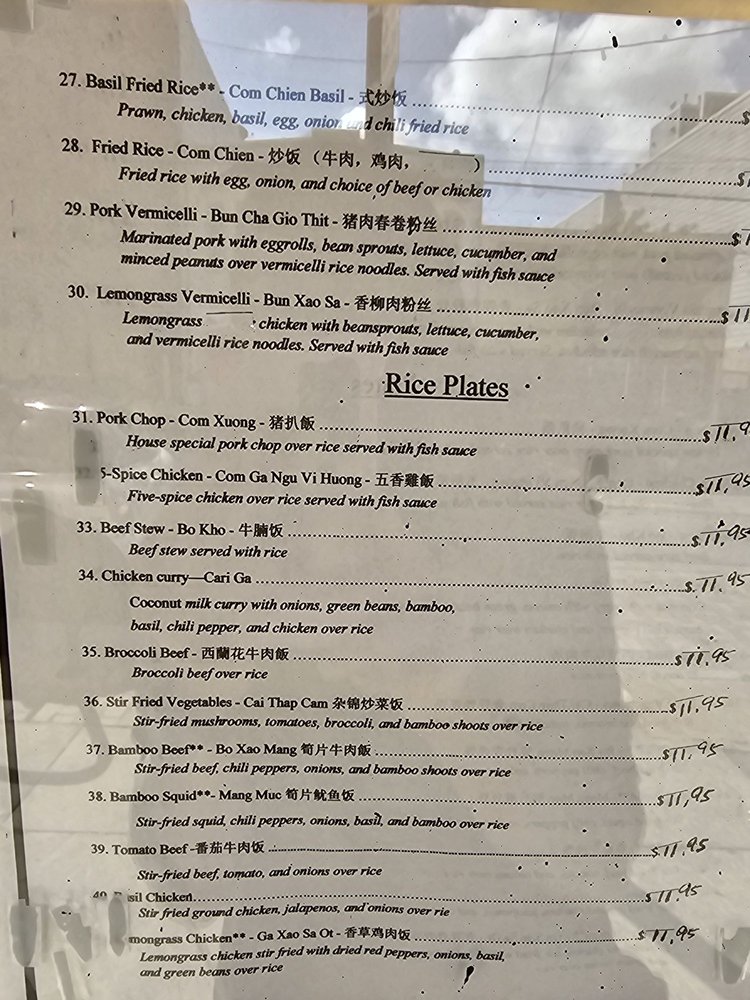 27. Basil Fried Rice** - Com Chien Basil - 式炒饭 ........ $
Prawn, chicken, basil, egg, onion and chili fried rice
28. Fried Rice - Com Chien - 炒饭 （牛肉，鸡肉， ） ........ $1
Fried rice with egg, onion, and choice of beef or chicken
29. Pork Vermicelli - Bun Cha Gio Thit - 猪肉春卷粉丝 ........ $1
Marinated pork with eggrolls, bean sprouts, lettuce, cucumber, and
minced peanuts over vermicelli rice noodles. Served with fish sauce
30. Lemongrass Vermicelli - Bun Xao Sa - 香柳肉粉丝 ........ $11
Lemongrass chicken with beansprouts, lettuce, cucumber,
and vermicelli rice noodles. Served with fish sauce
Rice Plates
31. Pork Chop - Com Xuong - 猪扒飯 ........ $11.9
House special pork chop over rice served with fish sauce
5-Spice Chicken - Com Ga Ngu Vi Huong - 五香雞飯 ........ $11.95
Five-spice chicken over rice served with fish sauce
33. Beef Stew - Bo Kho - 牛腩饭 ........ $11.95
Beef stew served with rice
34. Chicken curry—Cari Ga ........ $11.95
Coconut milk curry with onions, green beans, bamboo,
basil, chili pepper, and chicken over rice
35. Broccoli Beef - 西蘭花牛肉飯 ........ $11.95
Broccoli beef over rice
36. Stir Fried Vegetables - Cai Thap Cam 杂锦炒菜饭 ........ $11.95
Stir-fried mushrooms, tomatoes, broccoli, and bamboo shoots over rice
37. Bamboo Beef** - Bo Xao Mang 筍片牛肉飯 ........ $11.95
Stir-fried beef, chili peppers, onions, and bamboo shoots over rice
38. Bamboo Squid**- Mang Muc 筍片鱿鱼饭 ........ $11,95
Stir-fried squid, chili peppers, onions, basil, and bamboo over rice
39. Tomato Beef -番茄牛肉饭 ........ $11.95
Stir-fried beef, tomato, and onions over rice
40. Basil Chicken ........ $11.95
Stir fried ground chicken, jalapenos, and onions over rie
mongrass Chicken** - Ga Xao Sa Ot - 香草鸡肉饭 ........ $11.95
Lemongrass chicken stir fried with dried red peppers, onions, basil,
and green beans over rice